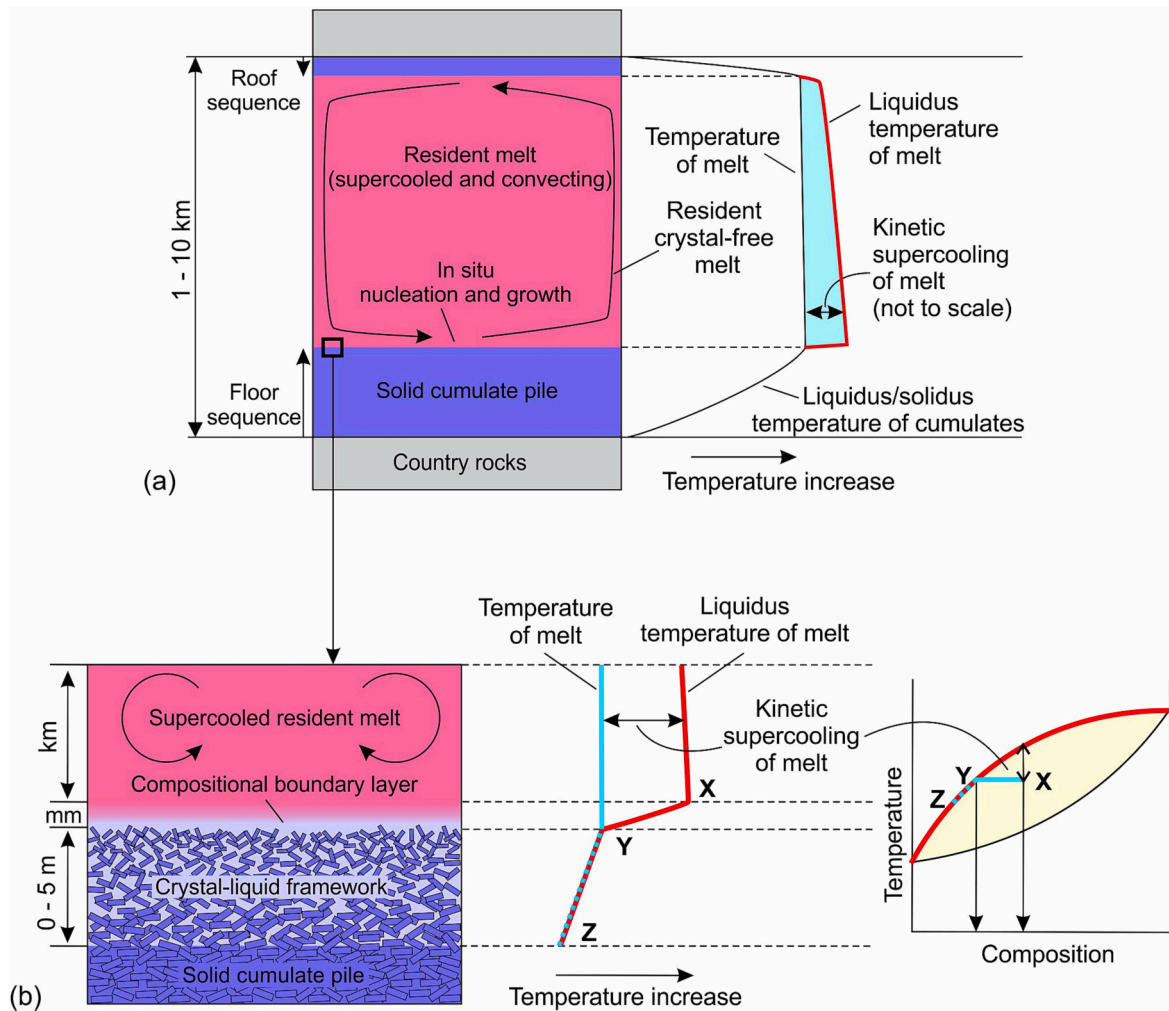 Roof
sequence
1 - 10 km
Floor
sequence
(a)
Resident melt
(supercooled and convecting)
In situ
nucleation and growth
Solid cumulate pile
Country rocks
Temperature
of melt
Resident
crystal-free
melt
Liquidus
temperature
of melt
Kinetic
supercooling
of melt
(not to scale)
Liquidus/solidus
temperature of cumulates
Temperature increase
km
mm
0 - 5 m
(b)
Supercooled resident melt
Compositional boundary layer
Crystal-liquid framework
Solid cumulate pile
Temperature
of melt
Liquidus
temperature of melt
Kinetic
supercooling
of melt
X
Y
Z
Temperature increase
Temperature
Y
X
Z
Composition